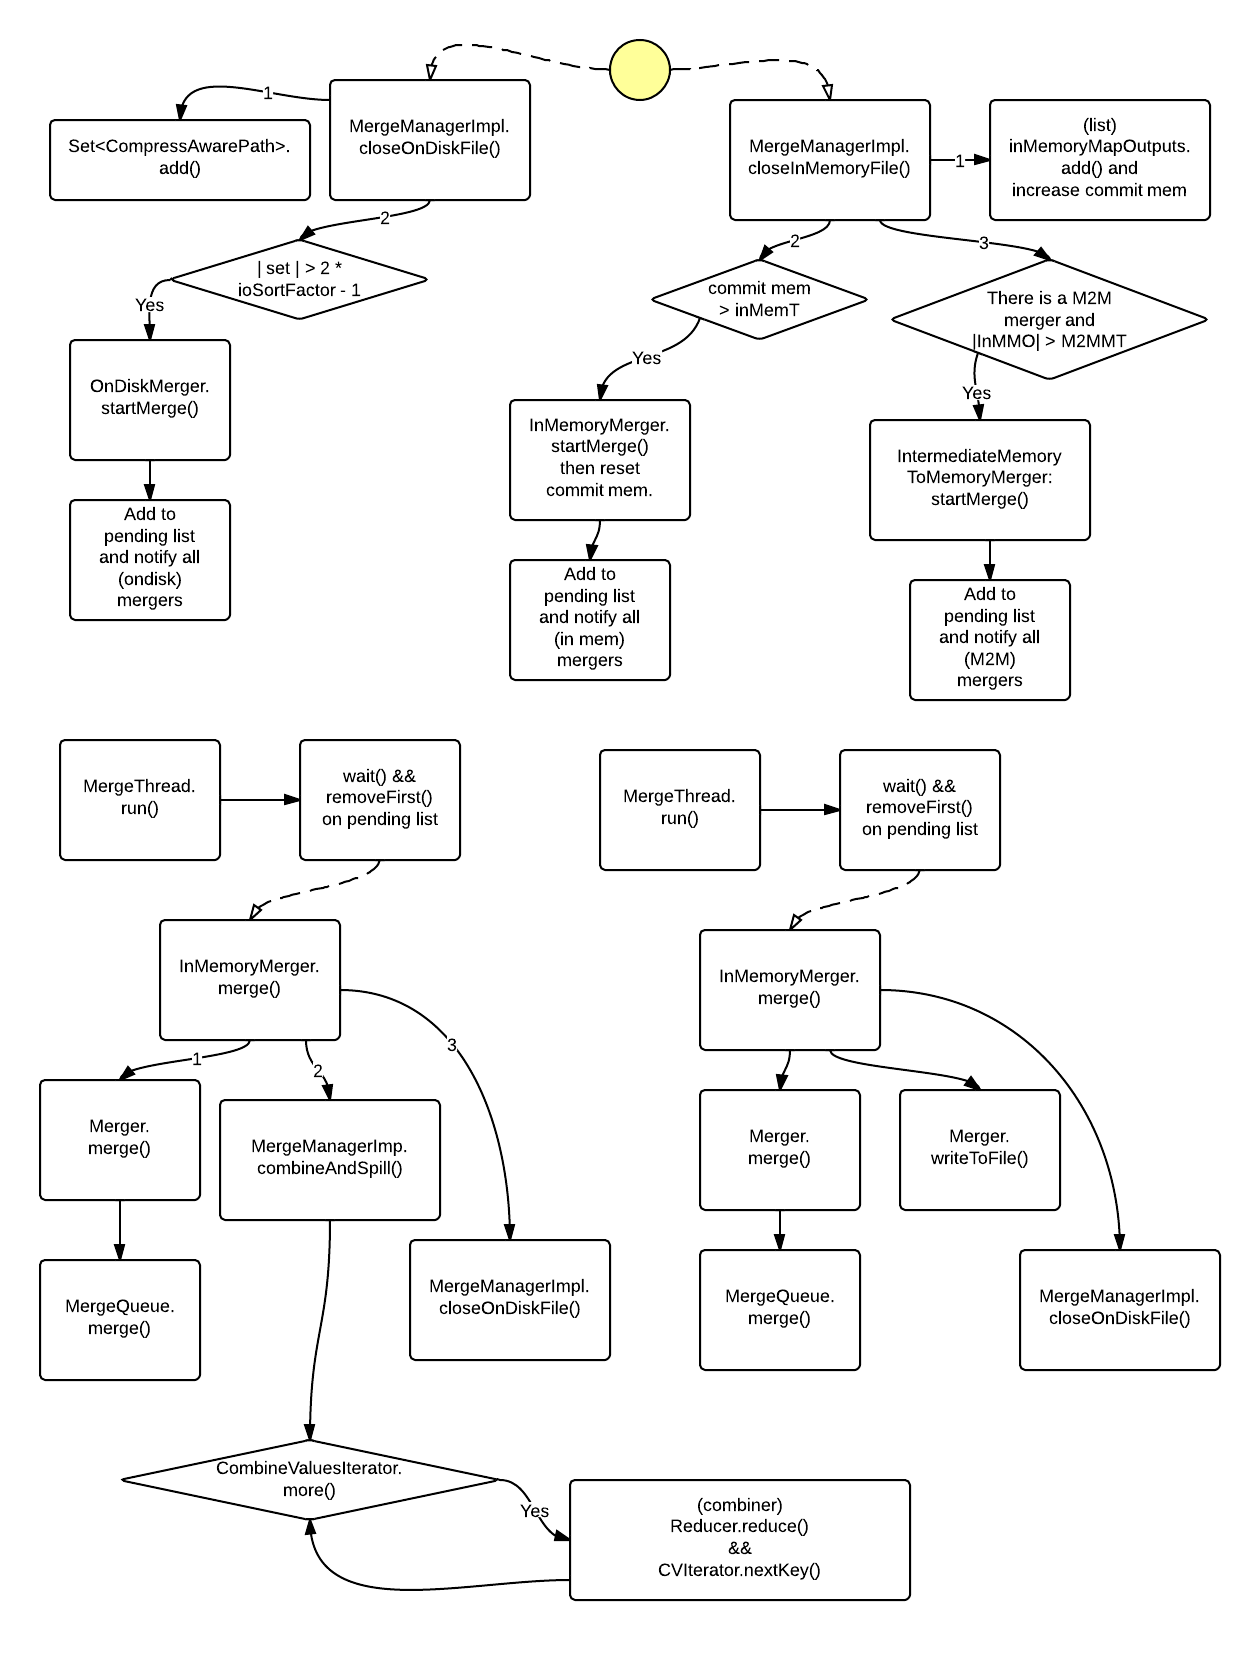 1
MergeManagerImpl.
closeOnDiskFile()
Set<CompressAwarePath>.
add()
2
| set | > 2 *
ioSortFactor - 1
Yes
OnDiskMerger.
startMerge()
Add to
pending list
and notify all
(ondisk)
mergers
MergeManagerImpl.
closeInMemoryFile()
1
(list)
inMemoryMapOutputs.
add() and
increase commit mem
2
3
commit mem
> inMemT
There is a M2M
merger and
|InMMO| > M2MMT
Yes
Yes
InMemoryMerger.
startMerge()
then reset
commit mem.
IntermediateMemory
ToMemoryMerger:
startMerge()
Add to
pending list
and notify all
(in mem)
mergers
Add to
pending list
and notify all
(M2M)
mergers
MergeThread.
run()
wait() &&
removeFirst()
on pending list
InMemoryMerger.
merge()
1
2
3
Merger.
merge()
MergeManagerImp.
combineAndSpill()
MergeQueue.
merge()
MergeManagerImpl.
closeOnDiskFile()
CombineValuesIterator.
more()
Yes
(combiner)
Reducer.reduce()
&&
CVIterator.nextKey()
MergeThread.
run()
wait() &&
removeFirst()
on pending list
InMemoryMerger.
merge()
Merger.
merge()
Merger.
writeToFile()
MergeQueue.
merge()
MergeManagerImpl.
closeOnDiskFile()